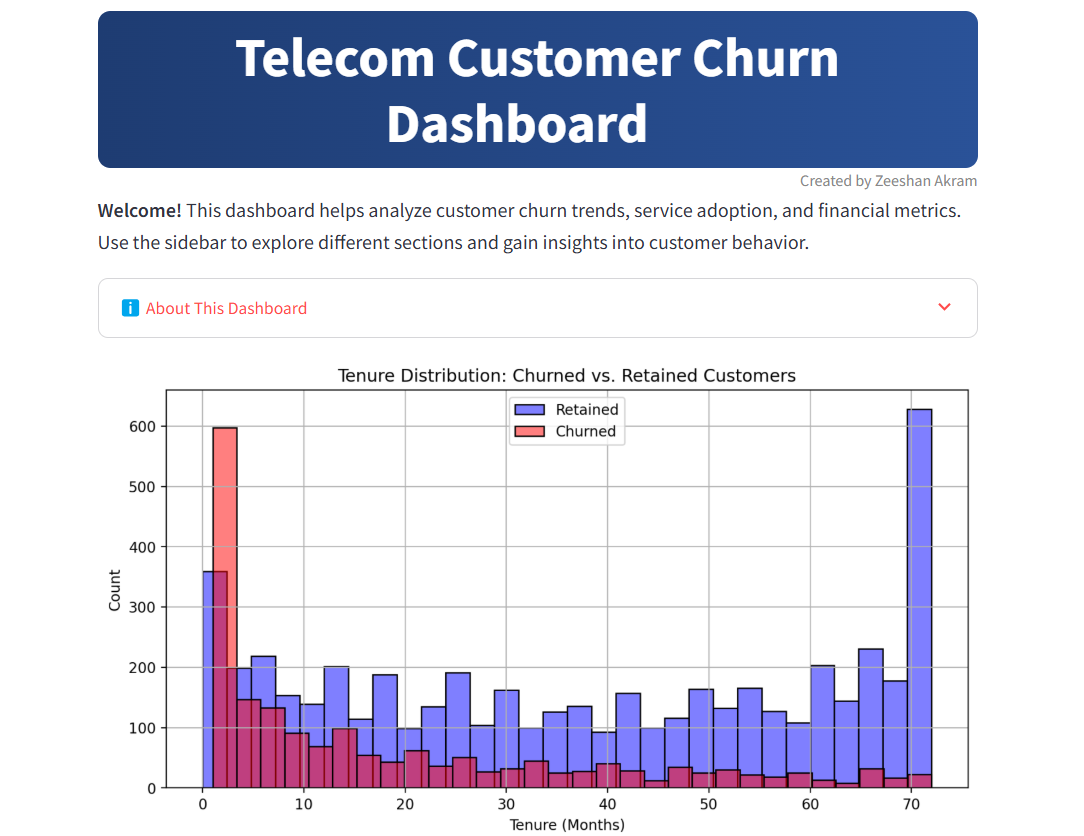 Telecom Customer Churn
Dashboard
Created by Zeeshan Akram
Welcome! This dashboard helps analyze customer churn trends, service adoption, and financial metrics.
Use the sidebar to explore different sections and gain insights into customer behavior.
i About This Dashboard
Tenure Distribution: Churned vs. Retained Customers
Retained
Churned
600
500
400
300
200
100
0
Count
0 10 20 30 40 50 60 70
Tenure (Months)